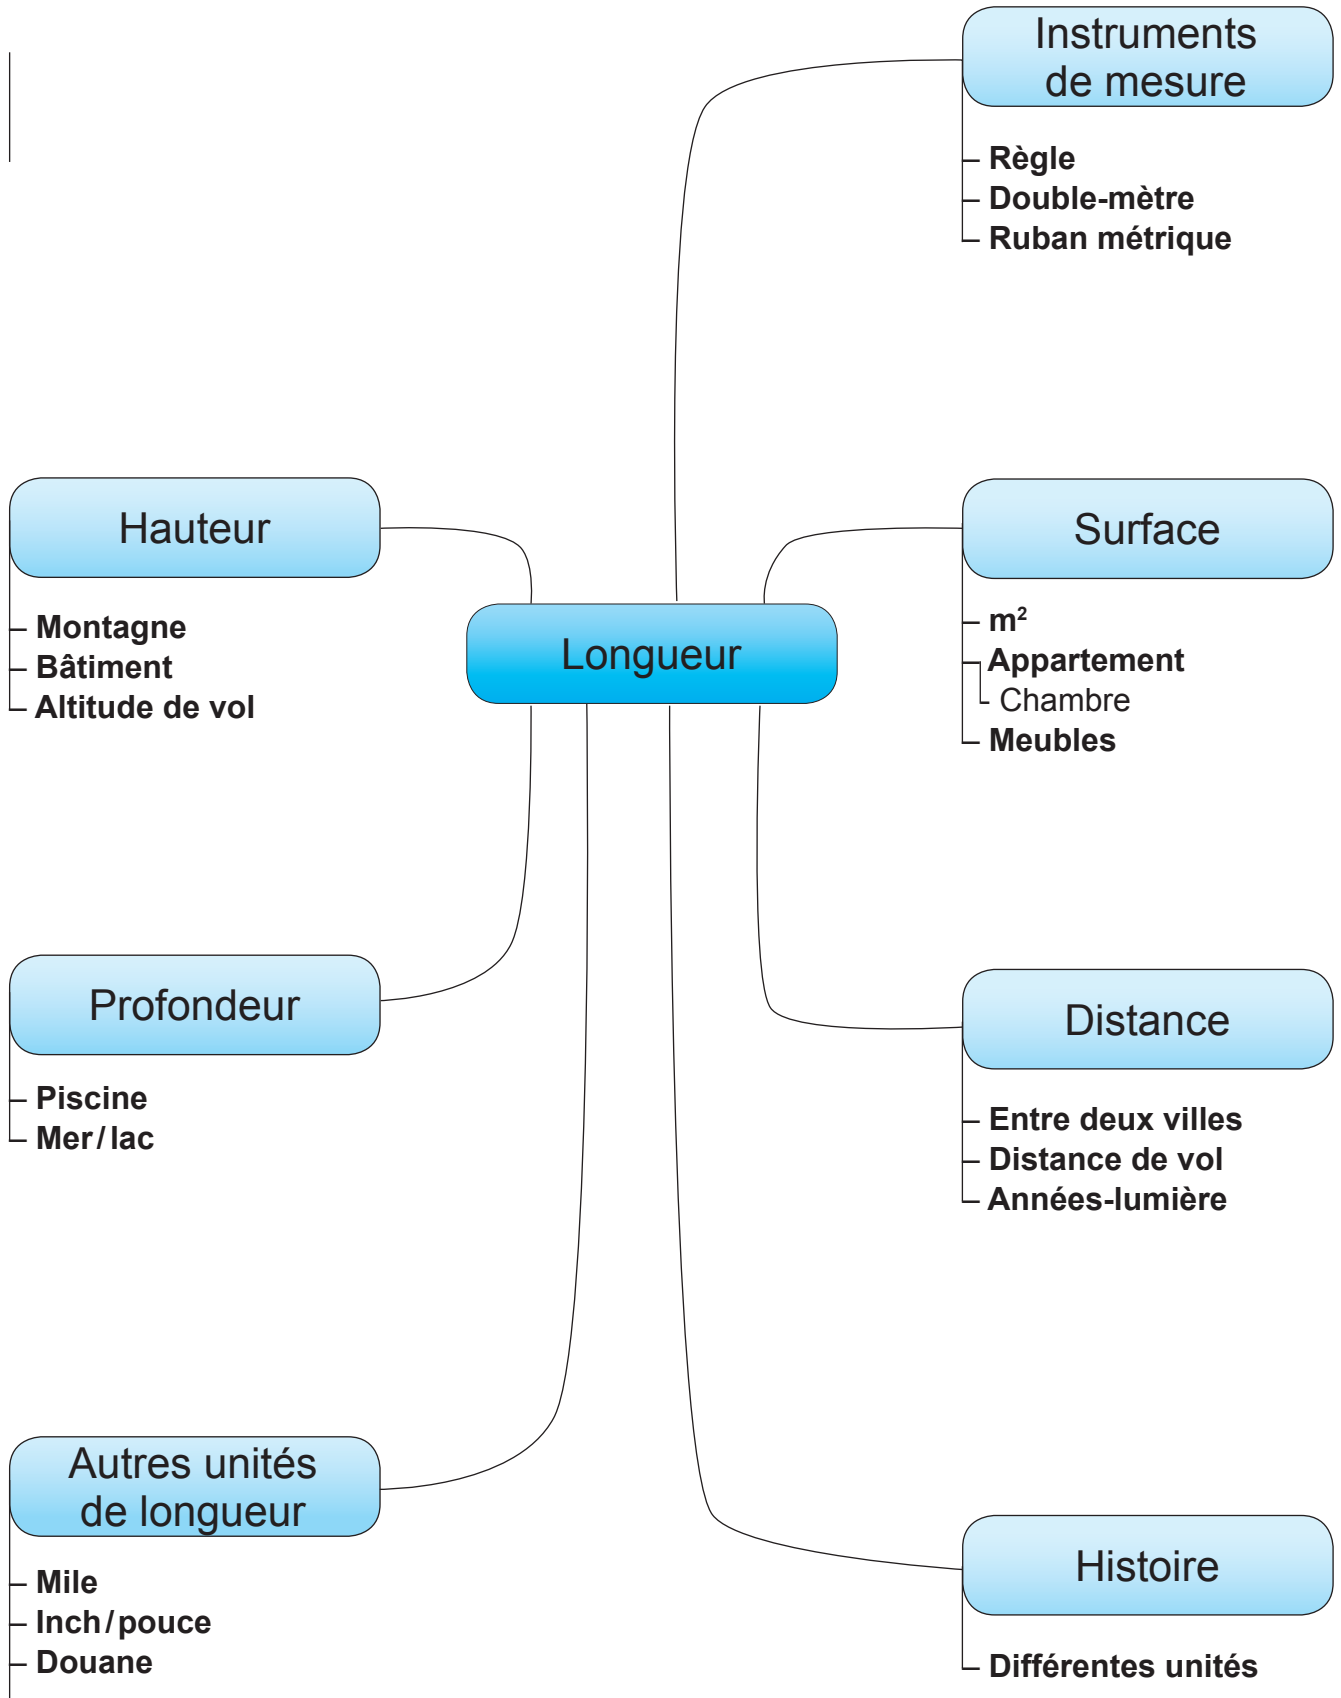 Instruments
de mesure
– Règle
– Double-mètre
– Ruban métrique
Hauteur
– Montagne
– Bâtiment
– Altitude de vol
Surface
– m²
– Appartement
- Chambre
– Meubles
Longueur
Profondeur
– Piscine
– Mer / lac
Distance
– Entre deux villes
– Distance de vol
– Années-lumière
Autres unités
de longueur
– Mile
– Inch / pouce
– Douane
Histoire
– Différentes unités